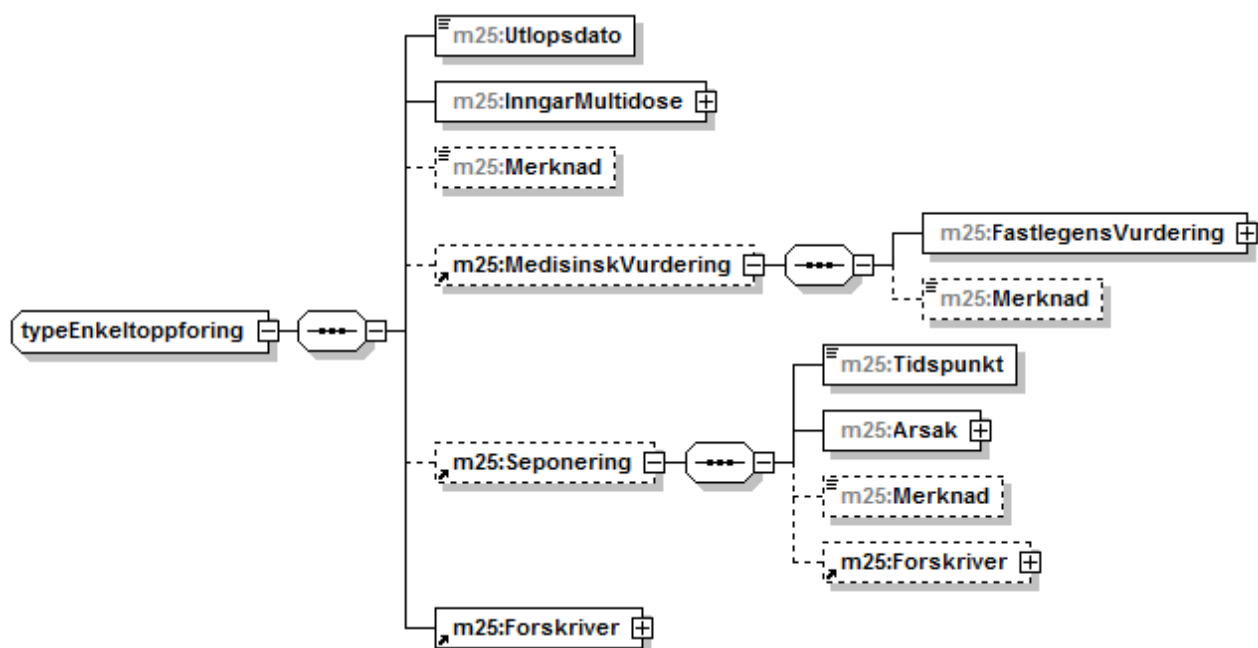 m25:Utlopsdato
m25:InngarMultidose
m25:Merknad
m25:FastlegensVurdering
m25:MedisinskVurdering
m25:Merknad
typeEnkeltoppforing
m25:Tidspunkt
m25:Arsak
m25:Seponering
m25:Merknad
m25:Forskriver
m25:Forskriver